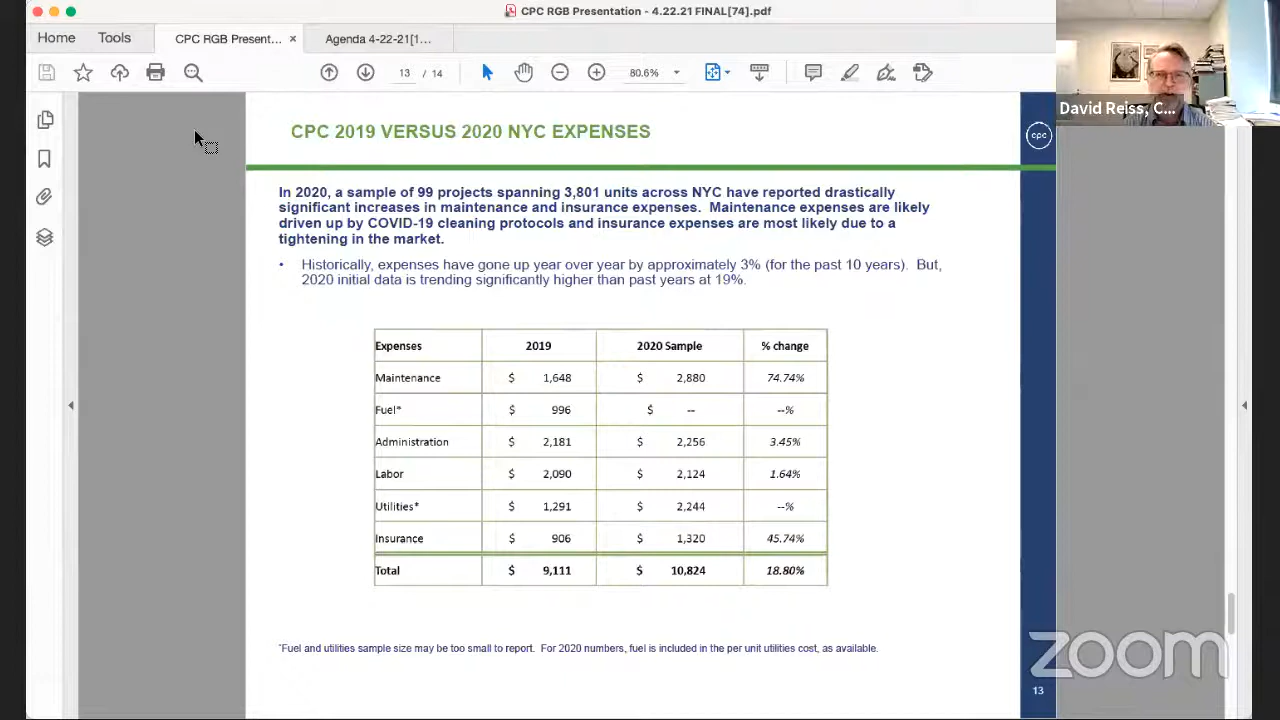 CPC RGB Presentation - 4.22.21 FINAL[74].pdf
Home Tools CPC RGB Present... × Agenda 4-22-21[1...
13 / 14 80.6%
David Reiss, C...
CPC 2019 VERSUS 2020 NYC EXPENSES
cpc
In 2020, a sample of 99 projects spanning 3,801 units across NYC have reported drastically
significant increases in maintenance and insurance expenses. Maintenance expenses are likely
driven up by COVID-19 cleaning protocols and insurance expenses are most likely due to a
tightening in the market.
• Historically, expenses have gone up year over year by approximately 3% (for the past 10 years). But,
2020 initial data is trending significantly higher than past years at 19%.
Expenses 2019 2020 Sample % change
Maintenance $ 1,648 $ 2,880 74.74%
Fuel* $ 996 $ -- --%
Administration $ 2,181 $ 2,256 3.45%
Labor $ 2,090 $ 2,124 1.64%
Utilities* $ 1,291 $ 2,244 --%
Insurance $ 906 $ 1,320 45.74%
Total $ 9,111 $ 10,824 18.80%
*Fuel and utilities sample size may be too small to report. For 2020 numbers, fuel is included in the per unit utilities cost, as available.
zoom
13